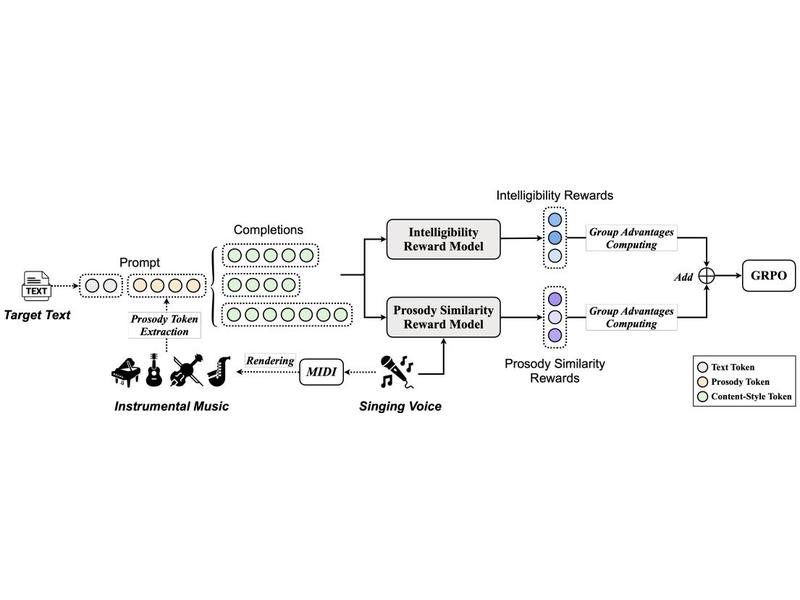 Intelligibility Rewards
Completions
Intelligibility
Reward Model
Group Advantages
Computing
Prompt
TEXT
Target Text
Prosody Token
Extraction
Prosody Similarity
Reward Model
Group Advantages
Computing
Add
GRPO
Prosody Similarity
Rewards
Rendering
MIDI
Instrumental Music
Singing Voice
Text Token
Prosody Token
Content-Style Token